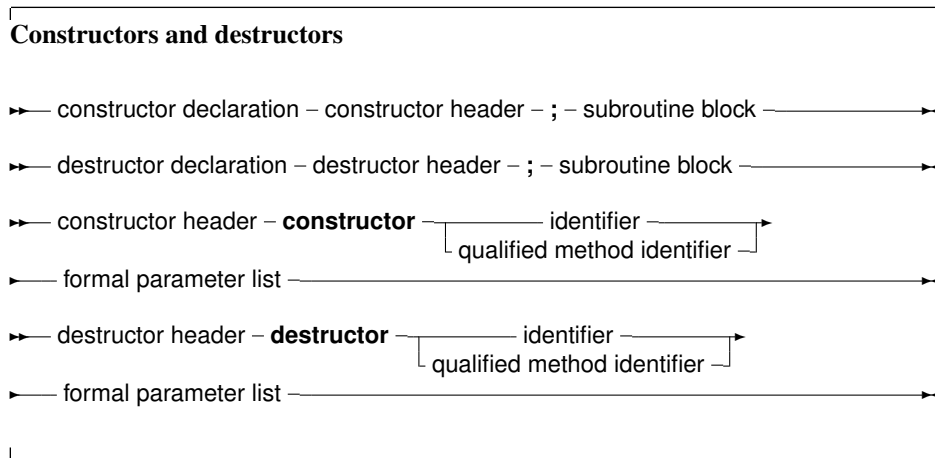 Constructors and destructors
constructor declaration – constructor header – ; – subroutine block
destructor declaration – destructor header – ; – subroutine block
constructor header – constructor identifier
qualified method identifier
formal parameter list
destructor header – destructor identifier
qualified method identifier
formal parameter list